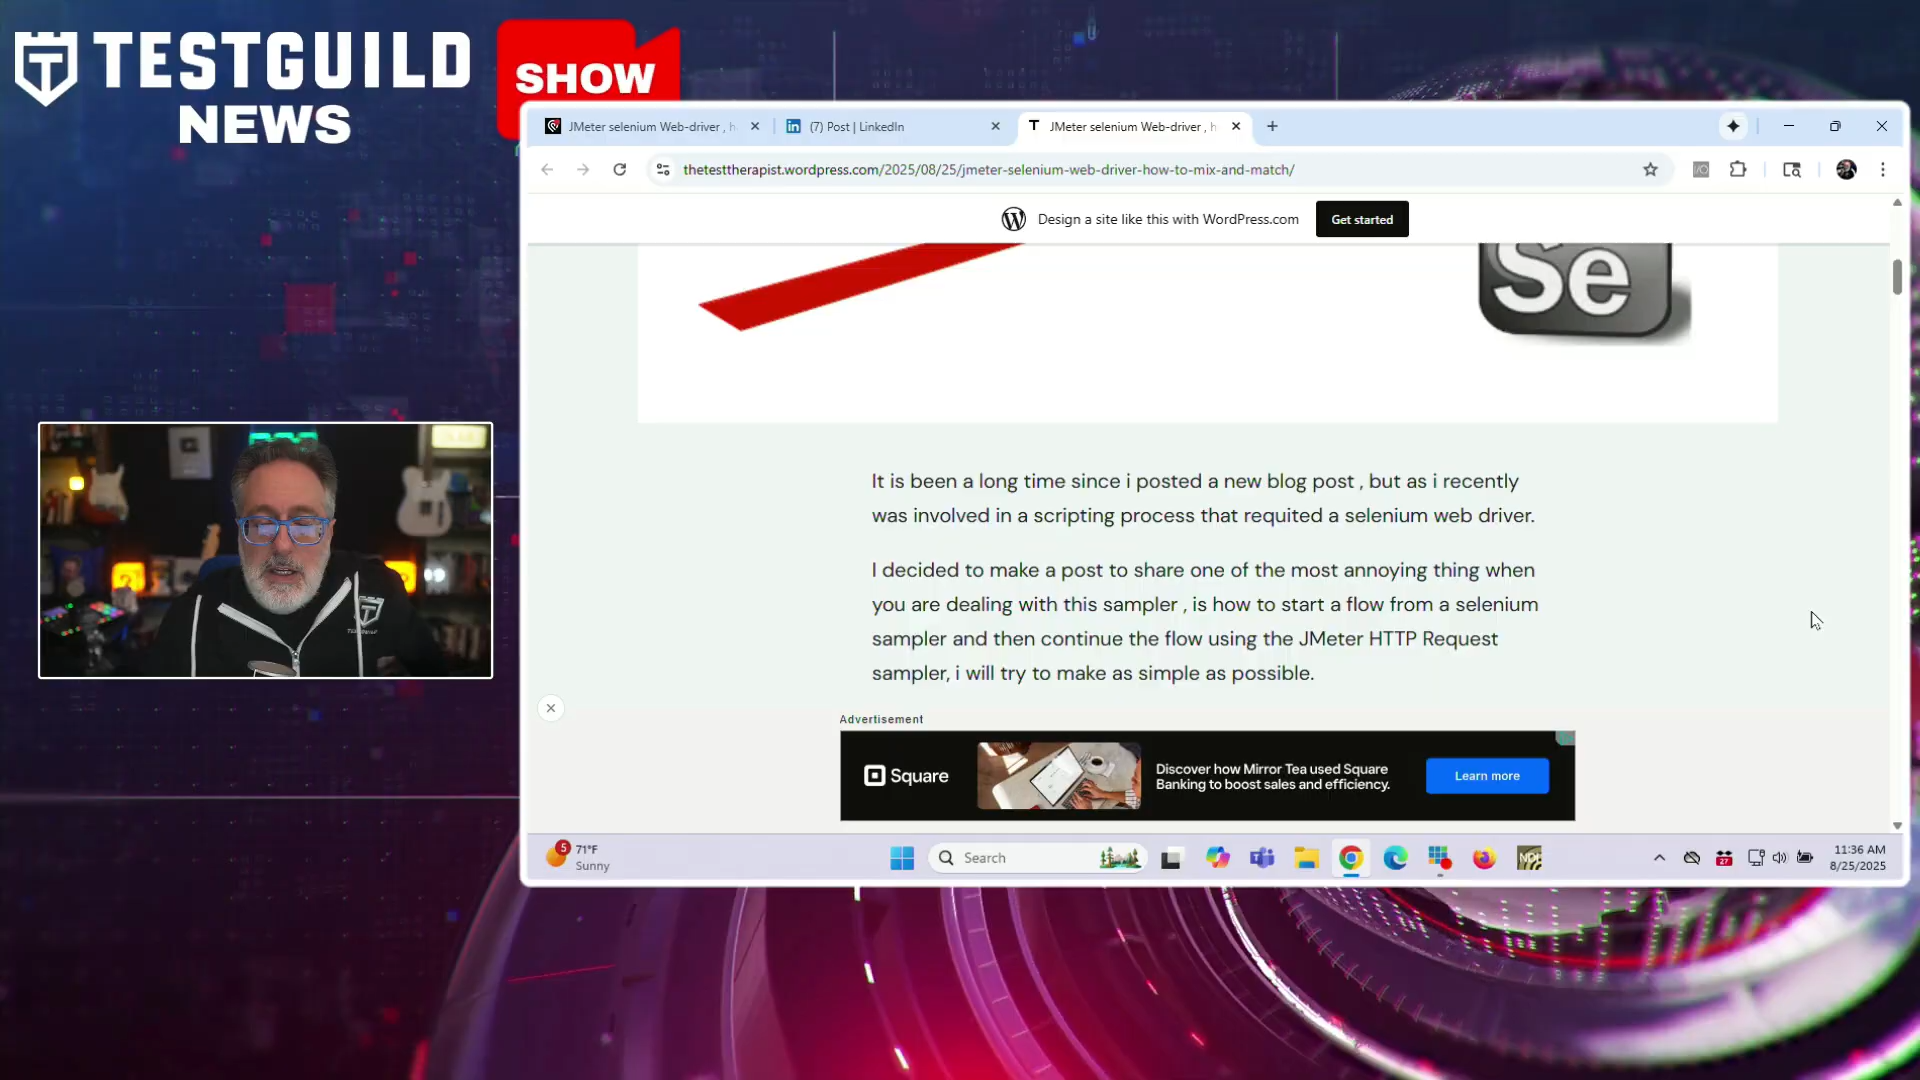 TESTGUILD
NEWS
SHOW
JMeter selenium Web-driver , h
(7) Post | LinkedIn
JMeter selenium Web-driver , h
thetesttherapist.wordpress.com/2025/08/25/jmeter-selenium-web-driver-how-to-mix-and-match/
Design a site like this with WordPress.com
Get started
Se
It is been a long time since i posted a new blog post , but as i recently
was involved in a scripting process that requited a selenium web driver.
I decided to make a post to share one of the most annoying thing when
you are dealing with this sampler , is how to start a flow from a selenium
sampler and then continue the flow using the JMeter HTTP Request
sampler, i will try to make as simple as possible.
Advertisement
Square
Discover how Mirror Tea used Square
Banking to boost sales and efficiency.
Learn more
5
71°F
Sunny
Search
NDI
27
11:36 AM
8/25/2025